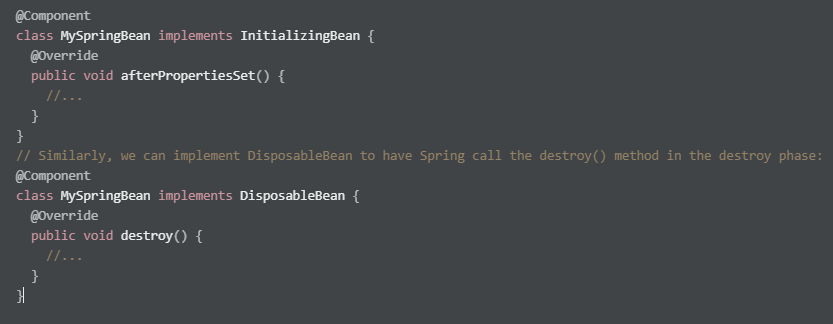 @Component
class MySpringBean implements InitializingBean {
  @Override
  public void afterPropertiesSet() {
    //...
  }
}
// Similarly, we can implement DisposableBean to have Spring call the destroy() method in the destroy phase:
@Component
class MySpringBean implements DisposableBean {
  @Override
  public void destroy() {
    //...
  }
}